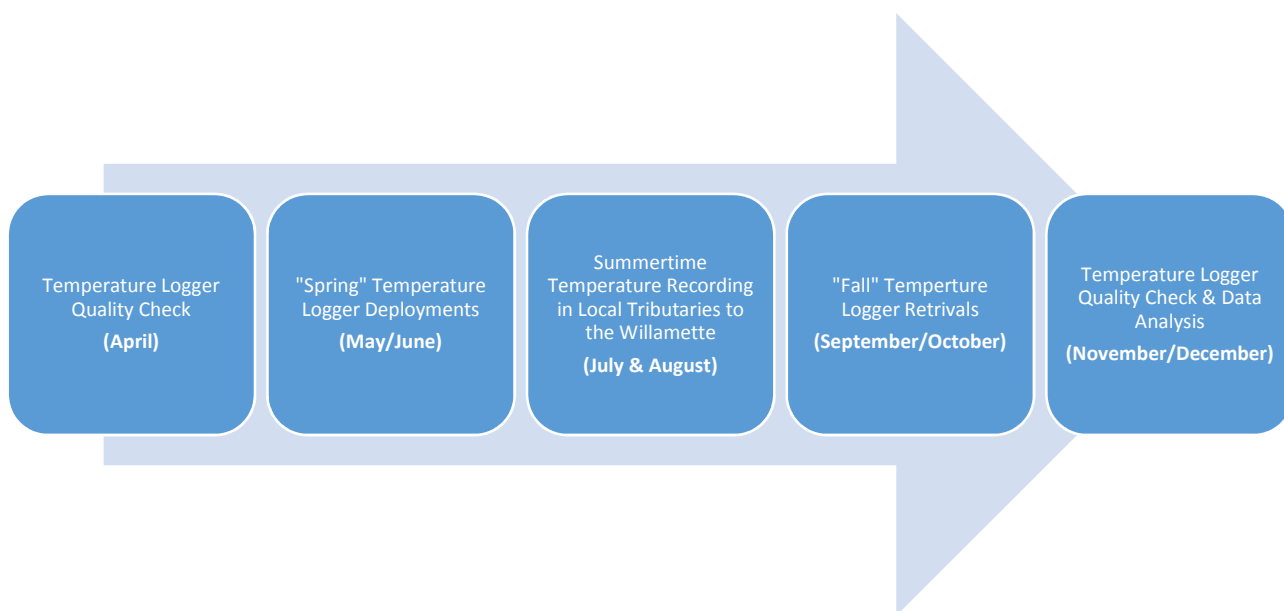 Temperature Logger
Quality Check
(April)
"Spring" Temperature
Logger Deployments
(May/June)
Summertime
Temperature Recording
in Local Tributaries to
the Willamette
(July & August)
"Fall" Temperture
Logger Retrivals
(September/October)
Temperature Logger
Quality Check & Data
Analysis
(November/December)